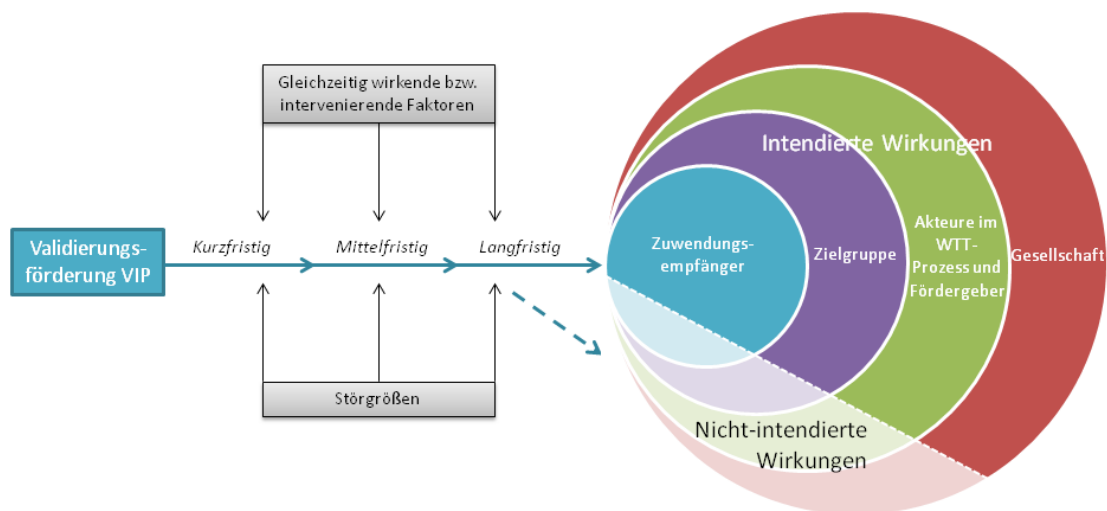 Gleichzeitig wirkende bzw.
intervenierende Faktoren
Validierungs-
förderung VIP
Kurzfristig
Mittelfristig
Langfristig
Störgrößen
Intendierte Wirkungen
Zuwendungs-
empfänger
Zielgruppe
Akteure im
WTT-
Prozess und
Fördergeber
Gesellschaft
Nicht-intendierte
Wirkungen